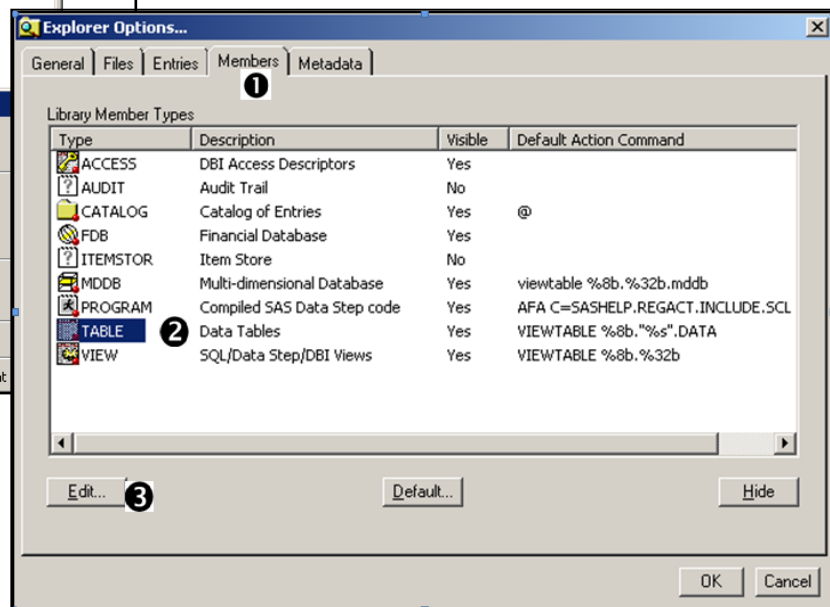 Explorer Options...
General Files Entries Members Metadata
1
Library Member Types
Type Description Visible Default Action Command
ACCESS DBI Access Descriptors Yes
AUDIT Audit Trail No
CATALOG Catalog of Entries Yes @
FDB Financial Database Yes
ITEMSTOR Item Store No
MDDB Multi-dimensional Database Yes viewtable %8b.%32b.mddb
PROGRAM Compiled SAS Data Step code Yes AFA C=SASHELP.REGACT.INCLUDE.SCL
TABLE 2 Data Tables Yes VIEWTABLE %8b."%s".DATA
VIEW SQL/Data Step/DBI Views Yes VIEWTABLE %8b.%32b
Edit... 3 Default... Hide
OK Cancel